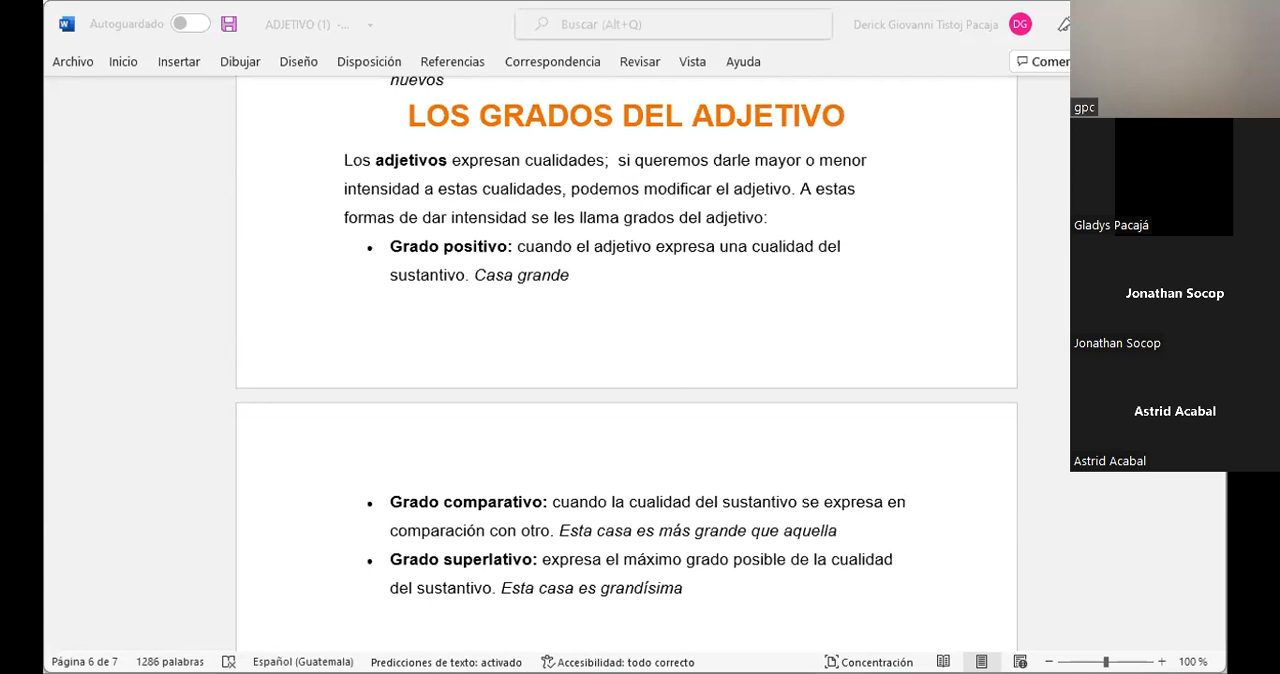 Autoguardado
ADJETIVO (1) -...
Buscar (Alt+Q)
Derick Giovanni Tistoj Pacaja
DG
Archivo Inicio Insertar Dibujar Diseño Disposición Referencias Correspondencia Revisar Vista Ayuda
Comer
nuevos
LOS GRADOS DEL ADJETIVO
Los adjetivos expresan cualidades; si queremos darle mayor o menor
intensidad a estas cualidades, podemos modificar el adjetivo. A estas
formas de dar intensidad se les llama grados del adjetivo:
• Grado positivo: cuando el adjetivo expresa una cualidad del
sustantivo. Casa grande
• Grado comparativo: cuando la cualidad del sustantivo se expresa en
comparación con otro. Esta casa es más grande que aquella
• Grado superlativo: expresa el máximo grado posible de la cualidad
del sustantivo. Esta casa es grandísima
gpc
Gladys Pacajá
Jonathan Socop
Jonathan Socop
Astrid Acabal
Astrid Acabal
Página 6 de 7 1286 palabras Español (Guatemala) Predicciones de texto: activado Accesibilidad: todo correcto Concentración 100 %